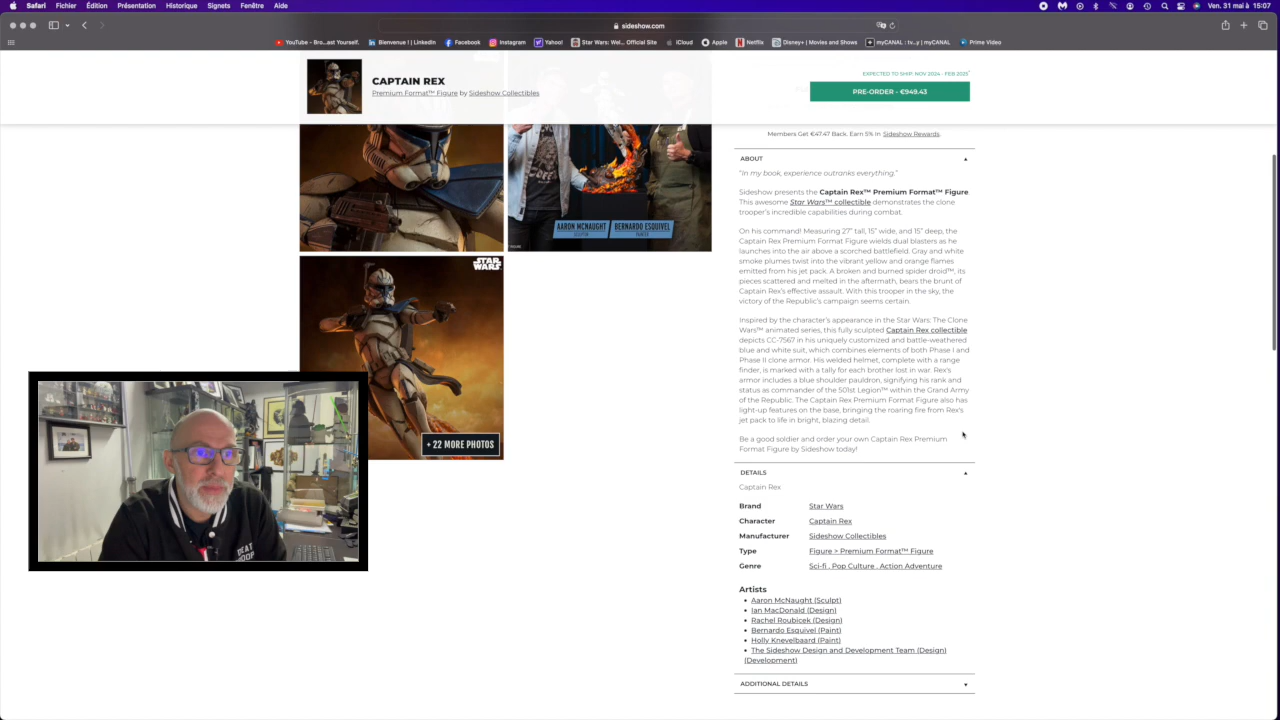 Safari Fichier Édition Présentation Historique Signets Fenêtre Aide
Ven. 31 mai à 15:07
sideshow.com
YouTube - Bro...ast Yourself. Bienvenue ! | LinkedIn Facebook Instagram Yahoo! Star Wars: Wel... Official Site iCloud Apple Netflix Disney+ | Movies and Shows myCANAL : tv...y | myCANAL Prime Video
CAPTAIN REX
Premium Format™ Figure by Sideshow Collectibles
EXPECTED TO SHIP: NOV 2024 - FEB 2025*
PRE-ORDER - €949.43
Members Get €47.47 Back. Earn 5% in Sideshow Rewards.
AARON MCNAUGHT
SCULPTOR
BERNARDO ESQUIVEL
PAINTER
STAR
WARS
+ 22 MORE PHOTOS
ABOUT
"In my book, experience outranks everything."
Sideshow presents the Captain Rex™ Premium Format™ Figure.
This awesome Star Wars™ collectible demonstrates the clone
trooper's incredible capabilities during combat.
On his command! Measuring 27" tall, 15" wide, and 15" deep, the
Captain Rex Premium Format Figure wields dual blasters as he
launches into the air above a scorched battlefield. Gray and white
smoke plumes twist into the vibrant yellow and orange flames
emitted from his jet pack. A broken and burned spider droid™, its
pieces scattered and melted in the aftermath, bears the brunt of
Captain Rex's effective assault. With this trooper in the sky, the
victory of the Republic's campaign seems certain.
Inspired by the character's appearance in the Star Wars: The Clone
Wars™ animated series, this fully sculpted Captain Rex collectible
depicts CC-7567 in his uniquely customized and battle-weathered
blue and white suit, which combines elements of both Phase I and
Phase II clone armor. His welded helmet, complete with a range
finder, is marked with a tally for each brother lost in war. Rex's
armor includes a blue shoulder pauldron, signifying his rank and
status as commander of the 501st Legion™ within the Grand Army
of the Republic. The Captain Rex Premium Format Figure also has
light-up features on the base, bringing the roaring fire from Rex's
jet pack to life in bright, blazing detail.
Be a good soldier and order your own Captain Rex Premium
Format Figure by Sideshow today!
DETAILS
Captain Rex
Brand Star Wars
Character Captain Rex
Manufacturer Sideshow Collectibles
Type Figure > Premium Format™ Figure
Genre Sci-fi , Pop Culture , Action Adventure
Artists
• Aaron McNaught (Sculpt)
• Ian MacDonald (Design)
• Rachel Roubicek (Design)
• Bernardo Esquivel (Paint)
• Holly Knevelbaard (Paint)
• The Sideshow Design and Development Team (Design)
(Development)
ADDITIONAL DETAILS